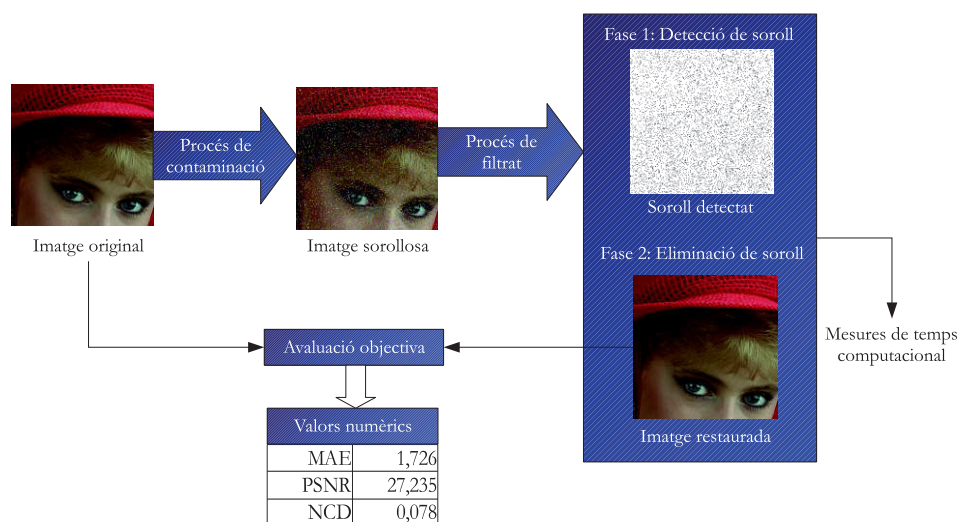 Fase 1: Detecció de soroll
Procés de
contaminació
Procés de
filtrat
Soroll detectat
Imatge original
Imatge sorollosa
Fase 2: Eliminació de soroll
Mesures de temps
computacional
Avaluació objectiva
Imatge restaurada
Valors numèrics
MAE 1,726
PSNR 27,235
NCD 0,078